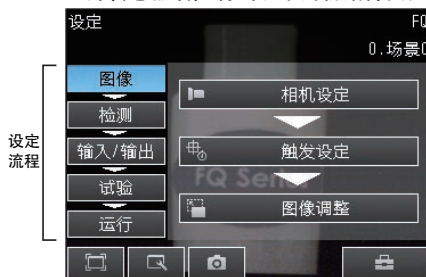 设定
FQ
0.场景0
图像
相机设定
检测
设定
流程
输入/输出
触发设定
FQ Sen
试验
图像调整
运行